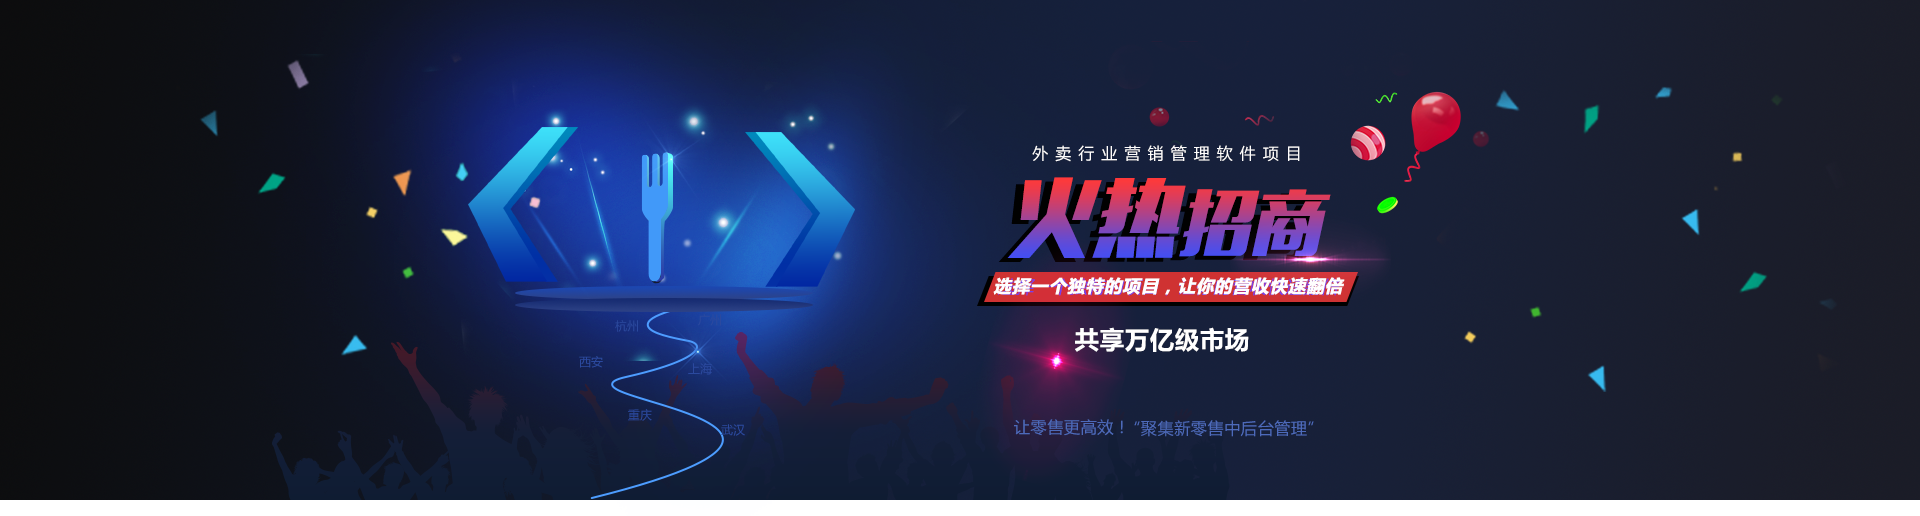 外卖行业营销管理软件项目
火热招商
选择一个独特的项目，让你的营收快速翻倍
共享万亿级市场
让零售更高效！“聚集新零售中后台管理”
杭州
广州
西安
上海
重庆
武汉